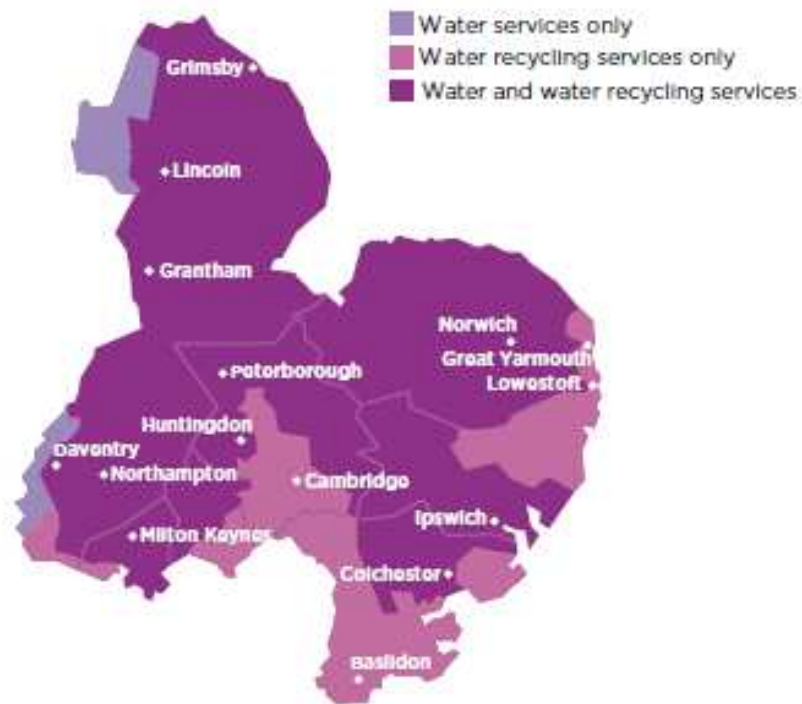 Water services only
Water recycling services only
Water and water recycling services
Grimsby
Lincoln
Grantham
Norwich
Great Yarmouth
Lowestoft
Peterborough
Huntingdon
Daventry
Northampton
Cambridge
Ipswich
Milton Keynes
Colchester
Basildon